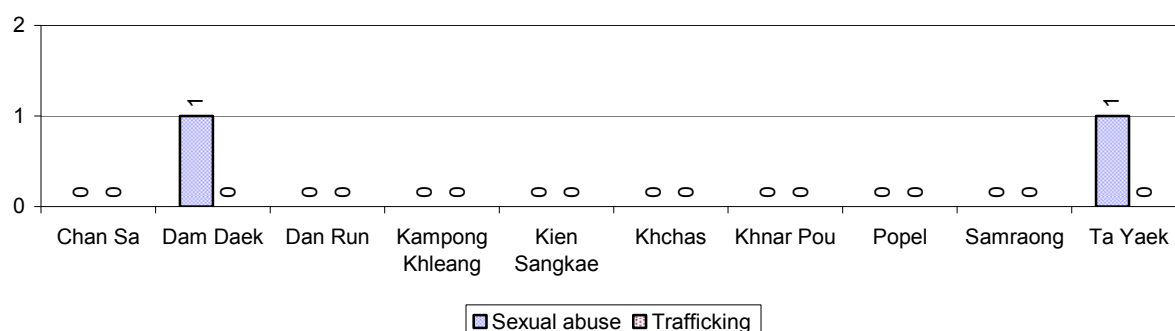 2
1
0
0 0 1 0 0 0 0 0 0 0 0 0 0 0 0 0 0 0 1 0
Chan Sa Dam Daek Dan Run Kampong Kien Khchas Khnar Pou Popel Samraong Ta Yaek
Khleang Sangkae
Sexual abuse Trafficking